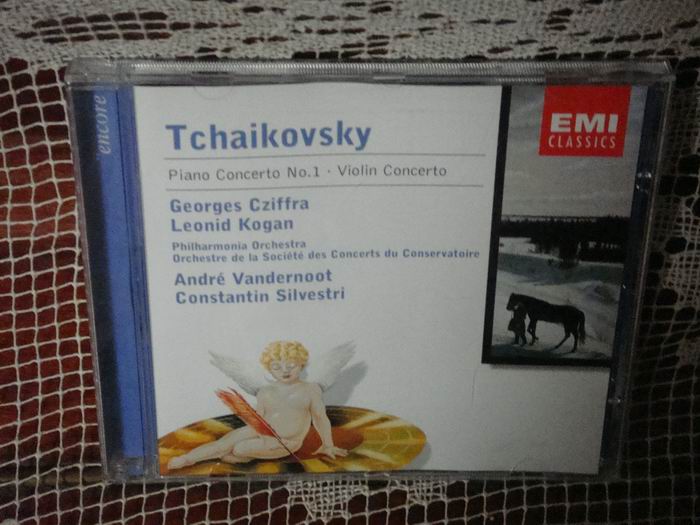 encore
Tchaikovsky
Piano Concerto No.1 · Violin Concerto
Georges Cziffra
Leonid Kogan
Philharmonia Orchestra
Orchestre de la Société des Concerts du Conservatoire
André Vandernoot
Constantin Silvestri
EMI
CLASSICS